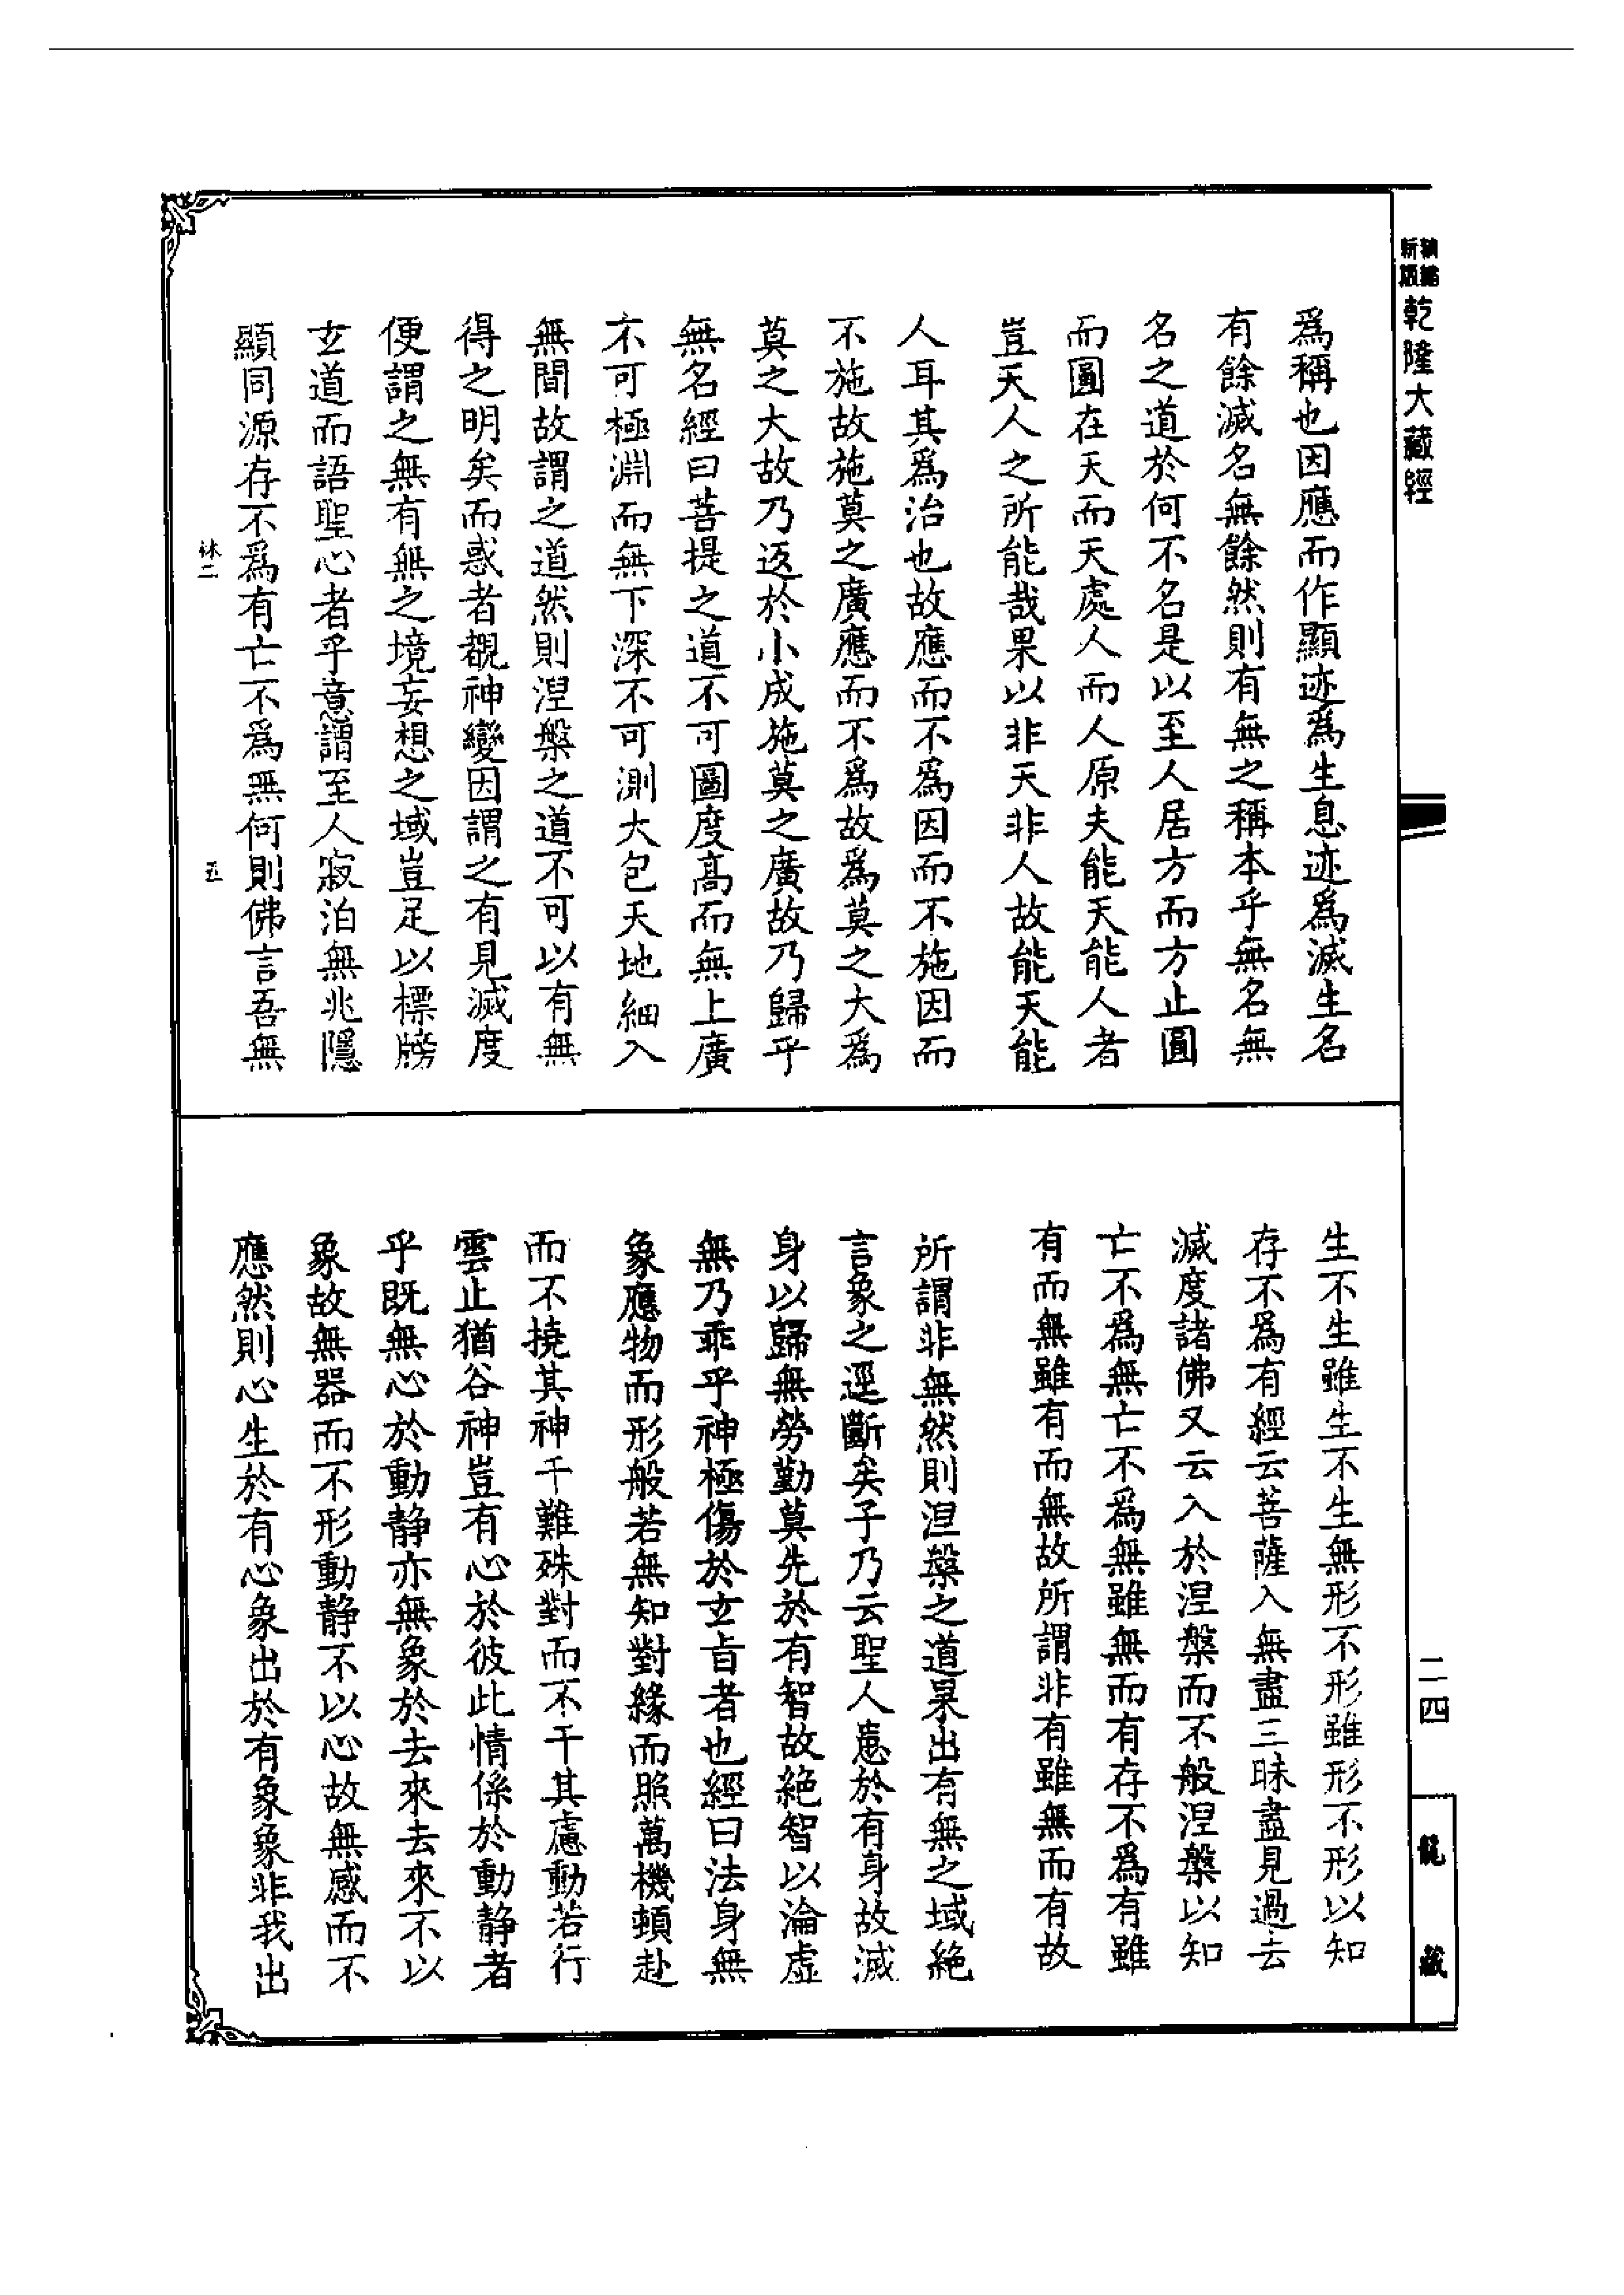 精縮
新版
乾隆大藏經
為稱也因應而作顯迹為生息迹為滅生名
有餘滅名無餘然則有無之稱本乎無名無
名之道於何不名是以至人居方而方止圓
而圓在天而天處人而人原夫能天能人者
豈天人之所能哉果以非天非人故能天能
人耳其為治也故應而不為因而不施因而
不施故施莫之廣應而不為故為莫之大為
莫之大故乃返於小成施莫之廣故乃歸乎
無名經曰菩提之道不可圖度高而無上廣
不可極淵而無下深不可測大包天地細入
無間故謂之道然則涅槃之道不可以有無
得之明矣而惑者覩神變因謂之有見滅度
便謂之無有無之境妄想之域豈足以標牓
玄道而語聖心者乎意謂至人寂泊無兆隱
顯同源存不為有亡不為無何則佛言吾無
二
五
生不生雖生不生無形不形雖形不形以知
存不為有經云菩薩入無盡三昧盡見過去
滅度諸佛又云入於涅槃而不般涅槃以知
亡不為無亡不為無雖無而有存不為有雖
有而無雖有而無故所謂非有雖無而有故
所謂非無然則涅槃之道果出有無之域絕
言象之逕斷矣子乃云聖人患於有身故滅
身以歸無勞勤莫先於有智故絕智以淪虛
無乃乖乎神極傷於玄旨者也經曰法身無
象應物而形般若無知對緣而照萬機頓赴
而不撓其神千難殊對而不干其慮動若行
雲止猶谷神豈有心於彼此情係於動靜者
乎既無心於動靜亦無象於去來去來不以
象故無器而不形動靜不以心故無感而不
應然則心生於有心象出於有象象非我出
二四
龍藏